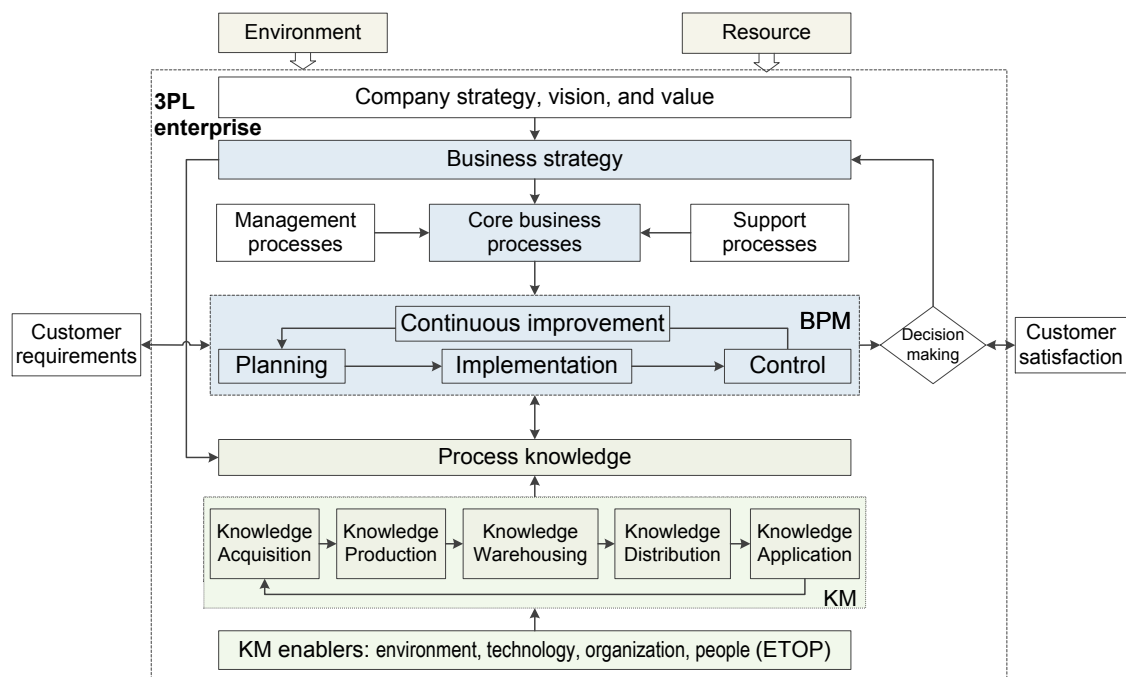 Environment
Resource
3PL
enterprise
Company strategy, vision, and value
Business strategy
Management
processes
Core business
processes
Support
processes
Customer
requirements
BPM
Continuous improvement
Planning
Implementation
Control
Decision
making
Customer
satisfaction
Process knowledge
Knowledge
Acquisition
Knowledge
Production
Knowledge
Warehousing
Knowledge
Distribution
Knowledge
Application
KM
KM enablers: environment, technology, organization, people (ETOP)